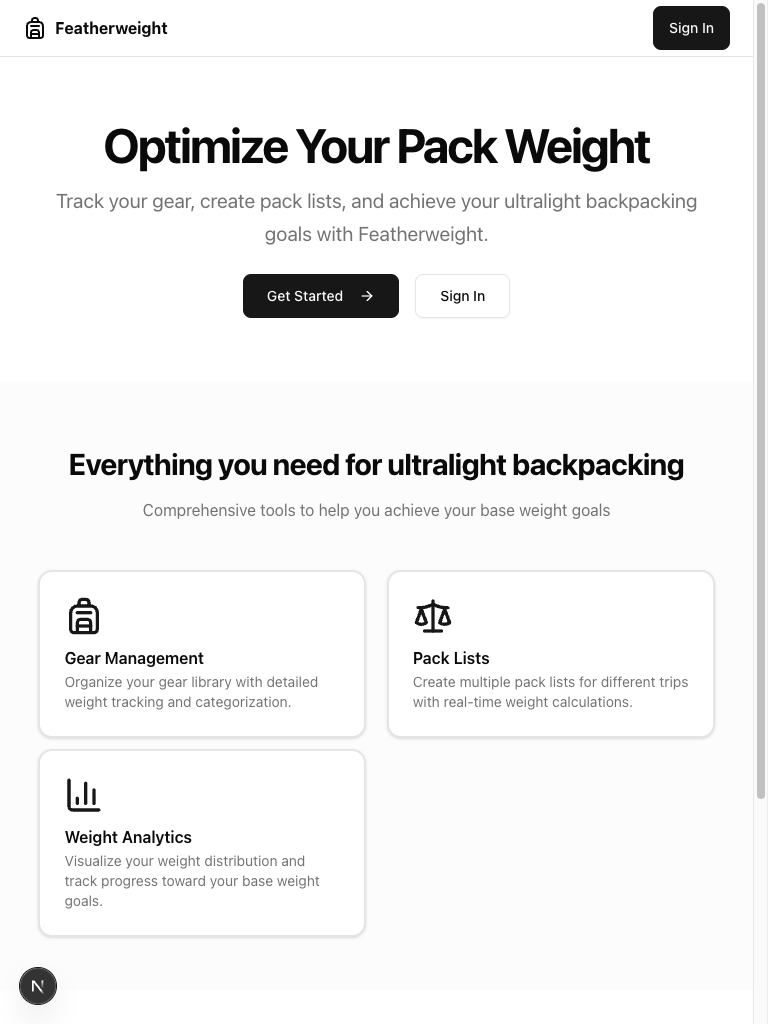 Featherweight
Sign In
Optimize Your Pack Weight
Track your gear, create pack lists, and achieve your ultralight backpacking
goals with Featherweight.
Get Started
Sign In
Everything you need for ultralight backpacking
Comprehensive tools to help you achieve your base weight goals
Gear Management
Organize your gear library with detailed
weight tracking and categorization.
Pack Lists
Create multiple pack lists for different trips
with real-time weight calculations.
Weight Analytics
Visualize your weight distribution and
track progress toward your base weight
goals.
N